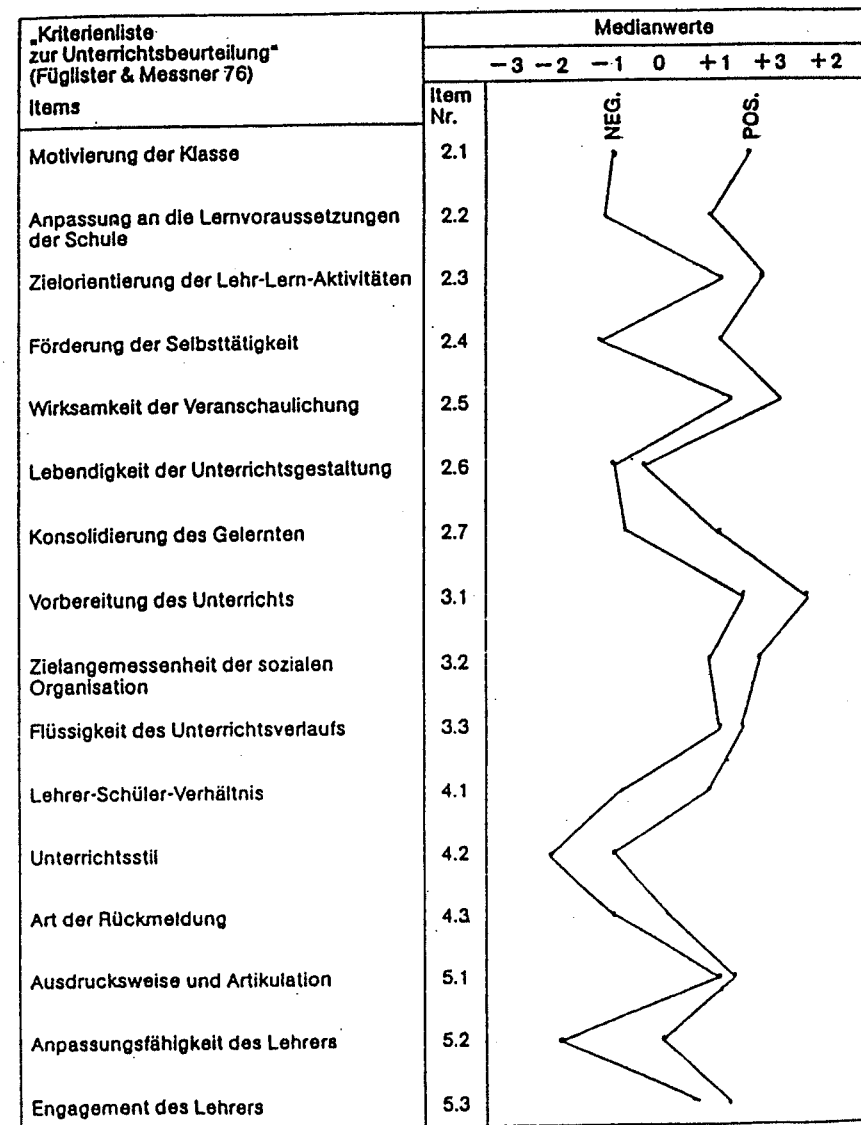 „Kriterienliste
zur Unterrichtsbeurteilung“
(Füglister & Messner 76)
Items
Medianwerte
−3 −2 −1 0 +1 +3 +2
Item
Nr.
NEG.
POS.
Motivierung der Klasse 2.1
Anpassung an die Lernvoraussetzungen 2.2
der Schule
Zielorientierung der Lehr-Lern-Aktivitäten 2.3
Förderung der Selbsttätigkeit 2.4
Wirksamkeit der Veranschaulichung 2.5
Lebendigkeit der Unterrichtsgestaltung 2.6
Konsolidierung des Gelernten 2.7
Vorbereitung des Unterrichts 3.1
Zielangemessenheit der sozialen 3.2
Organisation
Flüssigkeit des Unterrichtsverlaufs 3.3
Lehrer-Schüler-Verhältnis 4.1
Unterrichtsstil 4.2
Art der Rückmeldung 4.3
Ausdrucksweise und Artikulation 5.1
Anpassungsfähigkeit des Lehrers 5.2
Engagement des Lehrers 5.3